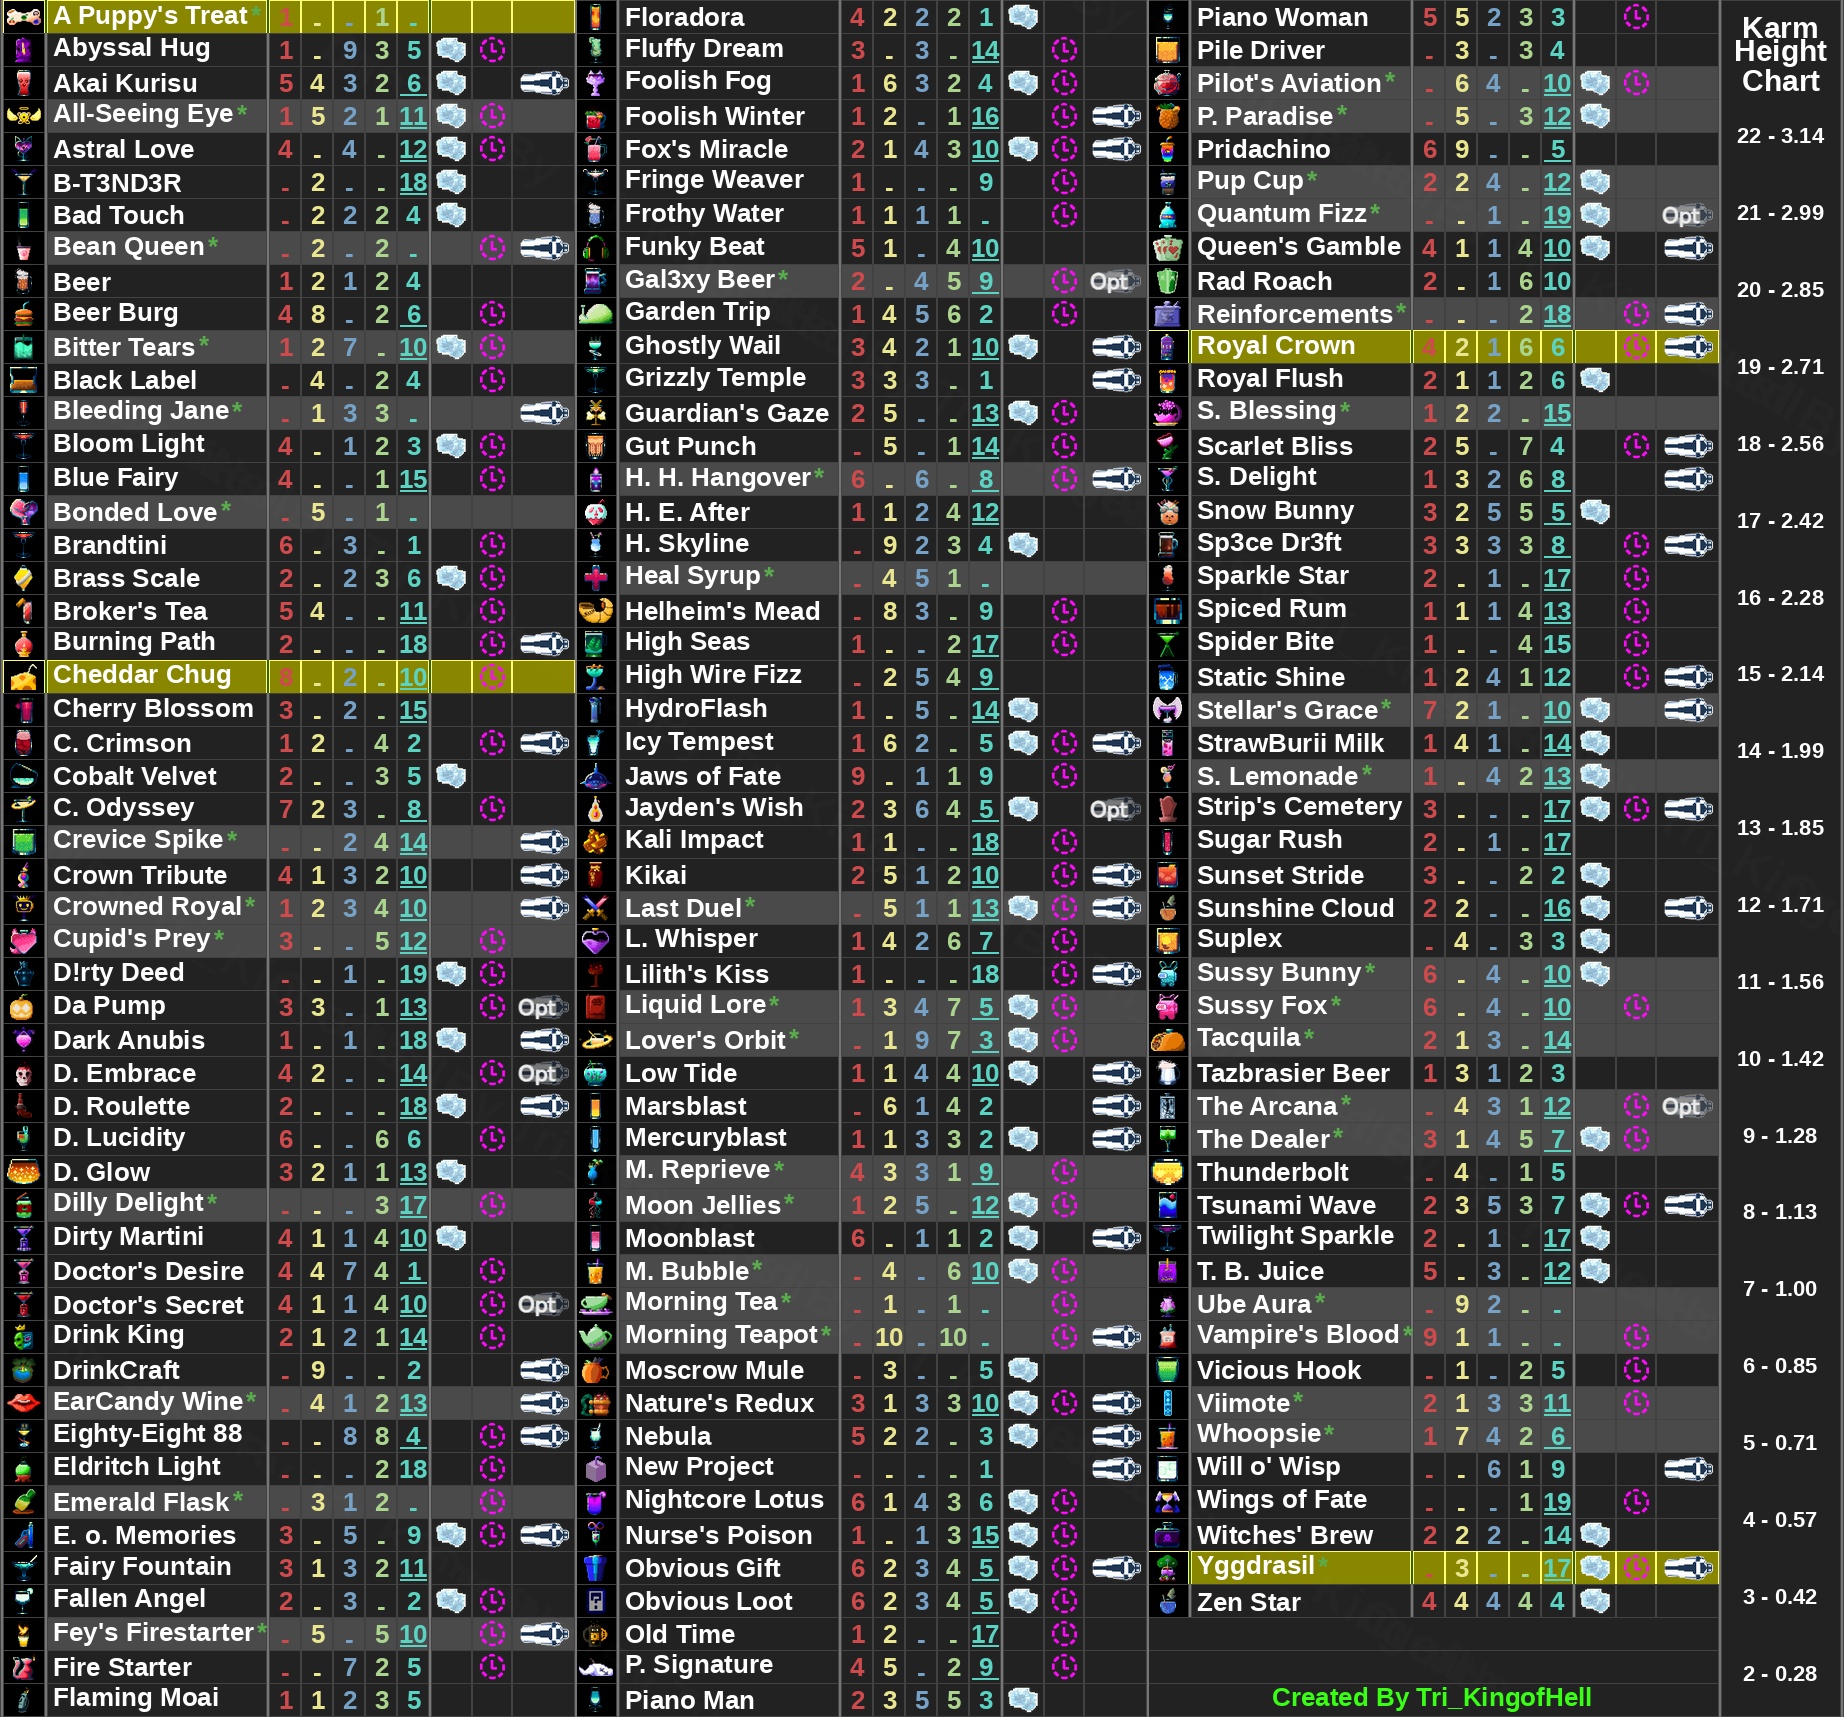 A Puppy's Treat* 1 - - 1 -
Abyssal Hug 1 - 9 3 5
Akai Kurisu 5 4 3 2 6
All-Seeing Eye* 1 5 2 1 11
Astral Love 4 - 4 - 12
B-T3ND3R - 2 - - 18
Bad Touch - 2 2 2 4
Bean Queen* - 2 - 2 -
Beer 1 2 1 2 4
Beer Burg 4 8 - 2 6
Bitter Tears* 1 2 7 - 10
Black Label - 4 - 2 4
Bleeding Jane* - 1 3 3 -
Bloom Light 4 - 1 2 3
Blue Fairy 4 - - 1 15
Bonded Love* - 5 - 1 -
Brandtini 6 - 3 - 1
Brass Scale 2 - 2 3 6
Broker's Tea 5 4 - - 11
Burning Path 2 - - - 18
Cheddar Chug 8 - 2 - 10
Cherry Blossom 3 - 2 - 15
C. Crimson 1 2 - 4 2
Cobalt Velvet 2 - - 3 5
C. Odyssey 7 2 3 - 8
Crevice Spike* - - 2 4 14
Crown Tribute 4 1 3 2 10
Crowned Royal* 1 2 3 4 10
Cupid's Prey* 3 - - 5 12
D!rty Deed - - 1 - 19
Da Pump 3 3 - 1 13 Opt
Dark Anubis 1 - 1 - 18
D. Embrace 4 2 - - 14 Opt
D. Roulette 2 - - - 18
D. Lucidity 6 - - 6 6
D. Glow 3 2 1 1 13
Dilly Delight* - - - 3 17
Dirty Martini 4 1 1 4 10
Doctor's Desire 4 4 7 4 1
Doctor's Secret 4 1 1 4 10 Opt
Drink King 2 1 2 1 14
DrinkCraft - 9 - - 2
EarCandy Wine* - 4 1 2 13
Eighty-Eight 88 - - 8 8 4
Eldritch Light - - - 2 18
Emerald Flask* - 3 1 2 -
E. o. Memories 3 - 5 - 9
Fairy Fountain 3 1 3 2 11
Fallen Angel 2 - 3 - 2
Fey's Firestarter* - 5 - 5 10
Fire Starter - - 7 2 5
Flaming Moai 1 1 2 3 5
Floradora 4 2 2 2 1
Fluffy Dream 3 - 3 - 14
Foolish Fog 1 6 3 2 4
Foolish Winter 1 2 - 1 16
Fox's Miracle 2 1 4 3 10
Fringe Weaver 1 - - - 9
Frothy Water 1 1 1 1 -
Funky Beat 5 1 - 4 10
Gal3xy Beer* 2 - 4 5 9 Opt
Garden Trip 1 4 5 6 2
Ghostly Wail 3 4 2 1 10
Grizzly Temple 3 3 3 - 1
Guardian's Gaze 2 5 - - 13
Gut Punch - 5 - 1 14
H. H. Hangover* 6 - 6 - 8
H. E. After 1 1 2 4 12
H. Skyline - 9 2 3 4
Heal Syrup* - 4 5 1 -
Helheim's Mead - 8 3 - 9
High Seas 1 - - 2 17
High Wire Fizz - 2 5 4 9
HydroFlash 1 - 5 - 14
Icy Tempest 1 6 2 - 5
Jaws of Fate 9 - 1 1 9
Jayden's Wish 2 3 6 4 5 Opt
Kali Impact 1 1 - - 18
Kikai 2 5 1 2 10
Last Duel* - 5 1 1 13
L. Whisper 1 4 2 6 7
Lilith's Kiss 1 - - - 18
Liquid Lore* 1 3 4 7 5
Lover's Orbit* - 1 9 7 3
Low Tide 1 1 4 4 10
Marsblast - 6 1 4 2
Mercuryblast 1 1 3 3 2
M. Reprieve* 4 3 3 1 9
Moon Jellies* 1 2 5 - 12
Moonblast 6 - 1 1 2
M. Bubble* - 4 - 6 10
Morning Tea* - 1 - 1 -
Morning Teapot* - 10 - 10 -
Moscrow Mule - 3 - - 5
Nature's Redux 3 1 3 3 10
Nebula 5 2 2 - 3
New Project - - - - 1
Nightcore Lotus 6 1 4 3 6
Nurse's Poison 1 - 1 3 15
Obvious Gift 6 2 3 4 5
Obvious Loot 6 2 3 4 5
Old Time 1 2 - - 17
P. Signature 4 5 - 2 9
Piano Man 2 3 5 5 3
Piano Woman 5 5 2 3 3
Pile Driver - 3 - 3 4
Pilot's Aviation* - 6 4 - 10
P. Paradise* - 5 - 3 12
Pridachino 6 9 - - 5
Pup Cup* 2 2 4 - 12
Quantum Fizz* - - 1 - 19 Opt
Queen's Gamble 4 1 1 4 10
Rad Roach 2 - 1 6 10
Reinforcements* - - - 2 18
Royal Crown 4 2 1 6 6
Royal Flush 2 1 1 2 6
S. Blessing* 1 2 2 - 15
Scarlet Bliss 2 5 - 7 4
S. Delight 1 3 2 6 8
Snow Bunny 3 2 5 5 5
Sp3ce Dr3ft 3 3 3 3 8
Sparkle Star 2 - 1 - 17
Spiced Rum 1 1 1 4 13
Spider Bite 1 - - 4 15
Static Shine 1 2 4 1 12
Stellar's Grace* 7 2 1 - 10
StrawBurii Milk 1 4 1 - 14
S. Lemonade* 1 - 4 2 13
Strip's Cemetery 3 - - - 17
Sugar Rush 2 - 1 - 17
Sunset Stride 3 - - 2 2
Sunshine Cloud 2 2 - - 16
Suplex - 4 - 3 3
Sussy Bunny* 6 - 4 - 10
Sussy Fox* 6 - 4 - 10
Tacquila* 2 1 3 - 14
Tazbrasier Beer 1 3 1 2 3
The Arcana* - 4 3 1 12 Opt
The Dealer* 3 1 4 5 7
Thunderbolt - 4 - 1 5
Tsunami Wave 2 3 5 3 7
Twilight Sparkle 2 - 1 - 17
T. B. Juice 5 - 3 - 12
Ube Aura* - 9 2 - -
Vampire's Blood* 9 1 1 - -
Vicious Hook - 1 - 2 5
Viimote* 2 1 3 3 11
Whoopsie* 1 7 4 2 6
Will o' Wisp - - 6 1 9
Wings of Fate - - - 1 19
Witches' Brew 2 2 2 - 14
Yggdrasil* - 3 - - 17
Zen Star 4 4 4 4 4
Created By Tri_KingofHell
Karm
Height
Chart
22 - 3.14
21 - 2.99
20 - 2.85
19 - 2.71
18 - 2.56
17 - 2.42
16 - 2.28
15 - 2.14
14 - 1.99
13 - 1.85
12 - 1.71
11 - 1.56
10 - 1.42
9 - 1.28
8 - 1.13
7 - 1.00
6 - 0.85
5 - 0.71
4 - 0.57
3 - 0.42
2 - 0.28